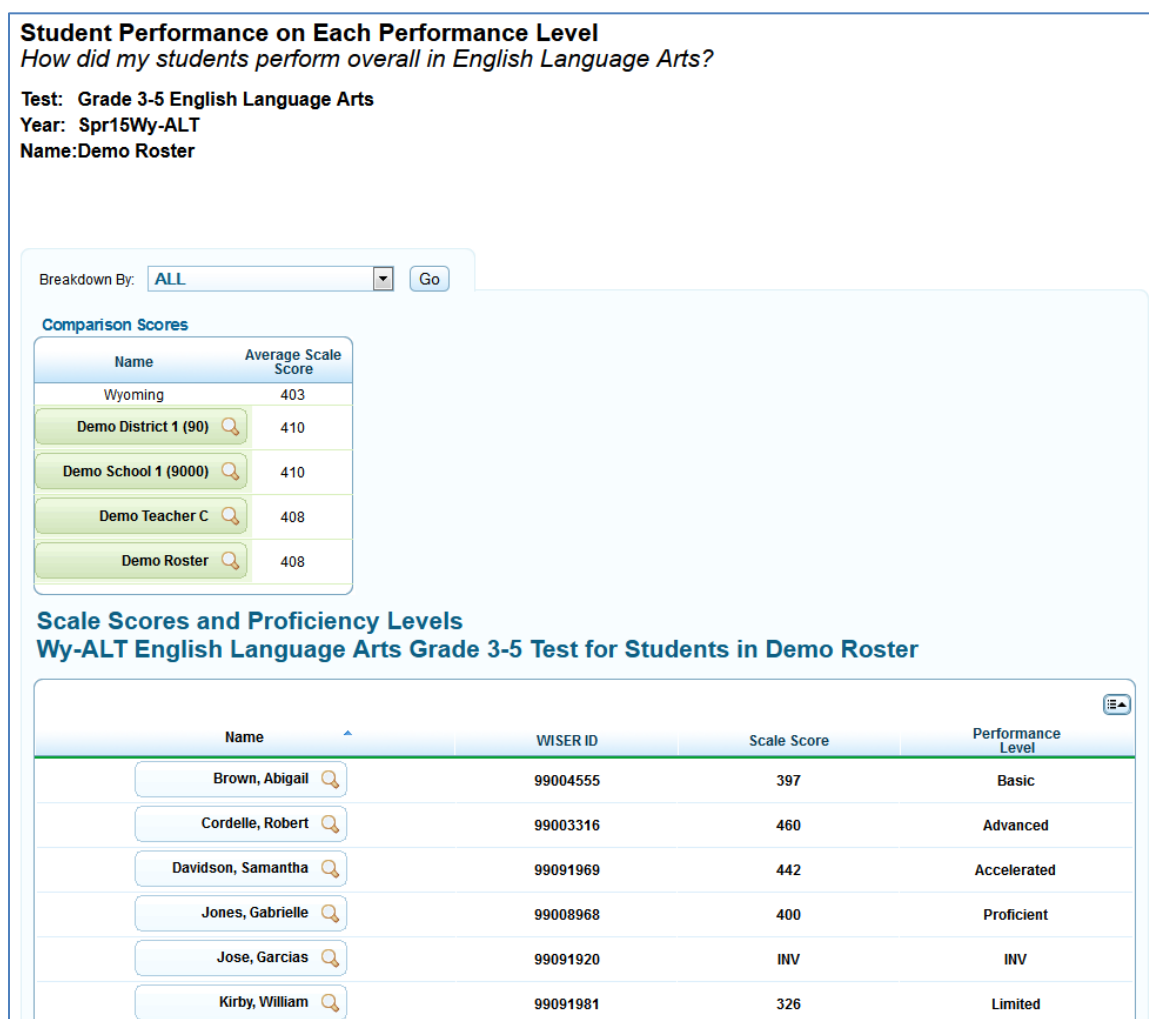 Student Performance on Each Performance Level
How did my students perform overall in English Language Arts?
Test: Grade 3-5 English Language Arts
Year: Spr15Wy-ALT
Name:Demo Roster
Breakdown By: ALL Go
Comparison Scores
Name Average Scale Score
Wyoming 403
Demo District 1 (90) 410
Demo School 1 (9000) 410
Demo Teacher C 408
Demo Roster 408
Scale Scores and Proficiency Levels
Wy-ALT English Language Arts Grade 3-5 Test for Students in Demo Roster
Name WISER ID Scale Score Performance Level
Brown, Abigail 99004555 397 Basic
Cordelle, Robert 99003316 460 Advanced
Davidson, Samantha 99091969 442 Accelerated
Jones, Gabrielle 99008968 400 Proficient
Jose, Garcias 99091920 INV INV
Kirby, William 99091981 326 Limited